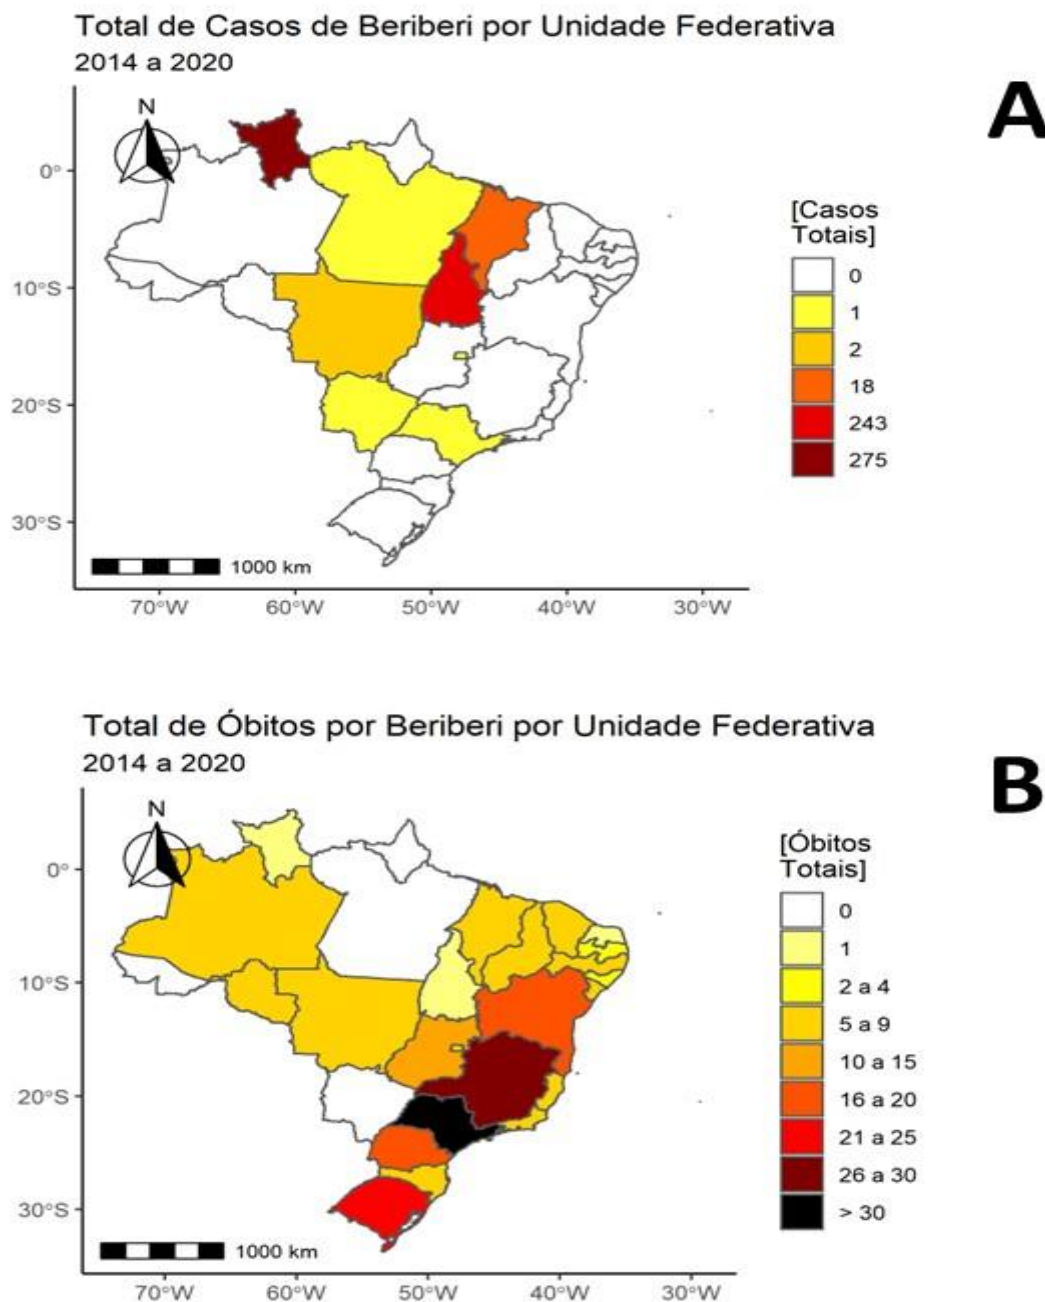 Total de Casos de Beriberi por Unidade Federativa
2014 a 2020
A
N
0°
10°S
20°S
30°S
1000 km
70°W 60°W 50°W 40°W 30°W
[Casos
Totais]
0
1
2
18
243
275
Total de Óbitos por Beriberi por Unidade Federativa
2014 a 2020
B
N
0°
10°S
20°S
30°S
1000 km
70°W 60°W 50°W 40°W 30°W
[Óbitos
Totais]
0
1
2 a 4
5 a 9
10 a 15
16 a 20
21 a 25
26 a 30
> 30